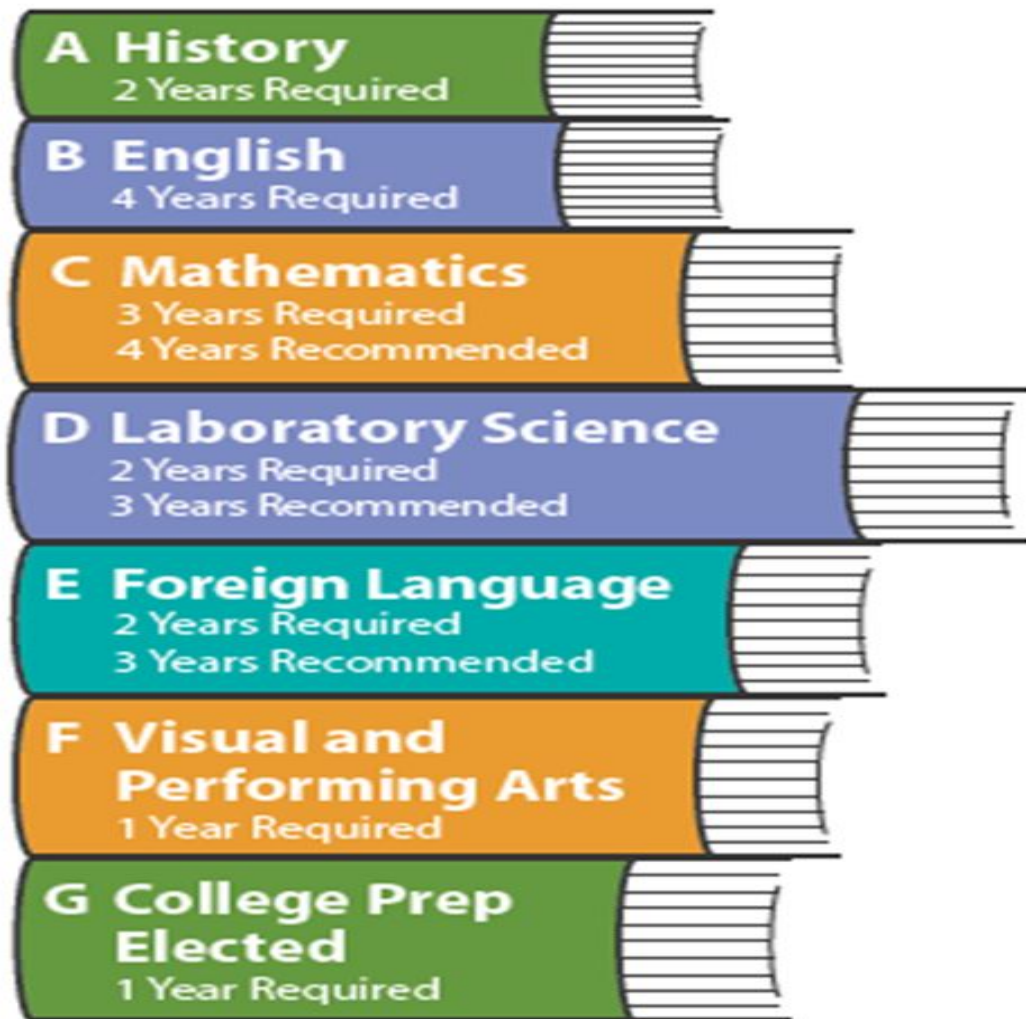 A History
2 Years Required
B English
4 Years Required
C Mathematics
3 Years Required
4 Years Recommended
D Laboratory Science
2 Years Required
3 Years Recommended
E Foreign Language
2 Years Required
3 Years Recommended
F Visual and
Performing Arts
1 Year Required
G College Prep
Elected
1 Year Required